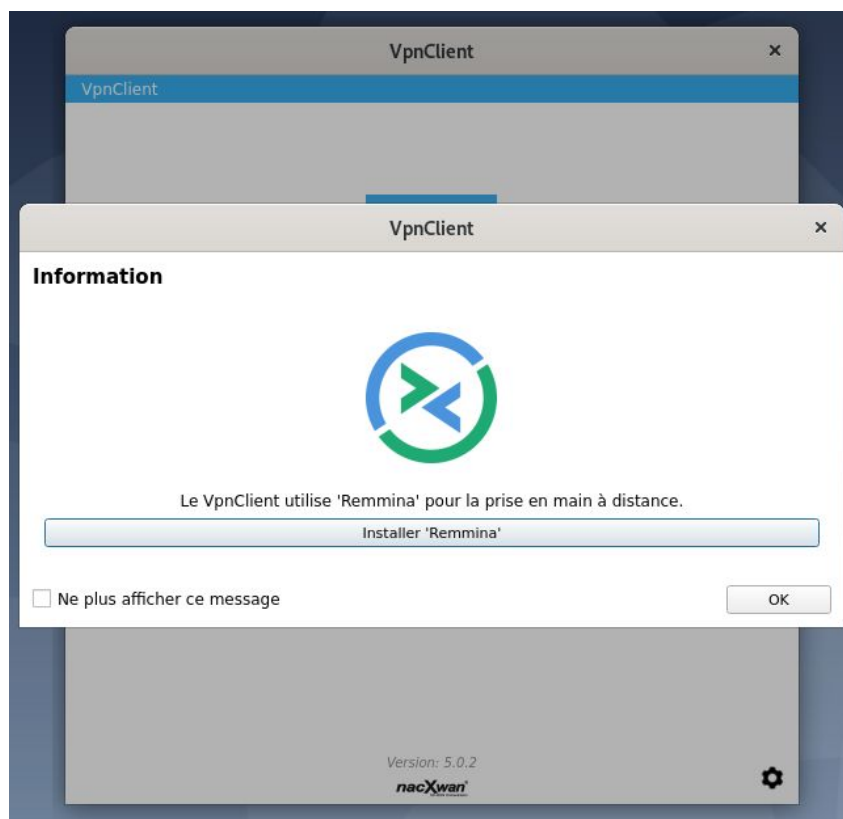 VpnClient
VpnClient
VpnClient
Information
Le VpnClient utilise 'Remmina' pour la prise en main à distance.
Installer 'Remmina'
Ne plus afficher ce message
OK
Version: 5.0.2
nacXwan